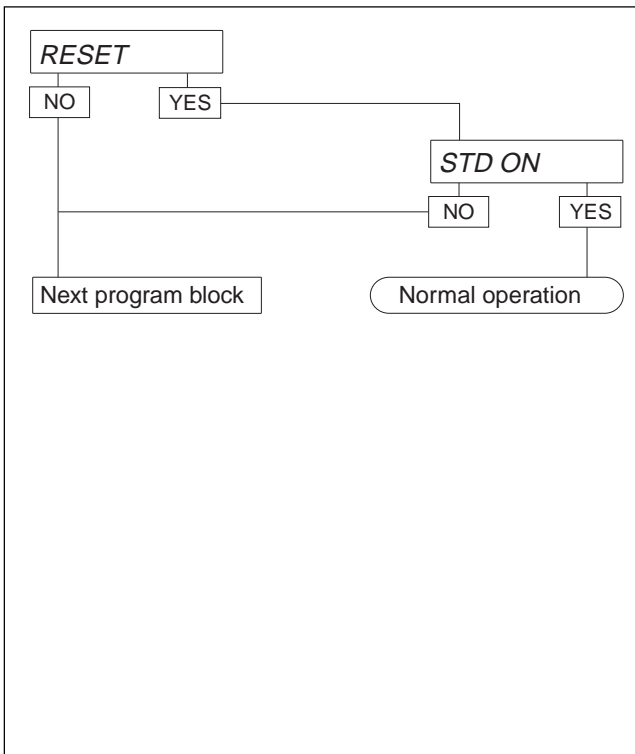 RESET
NO YES
STD ON
NO YES
Next program block Normal operation